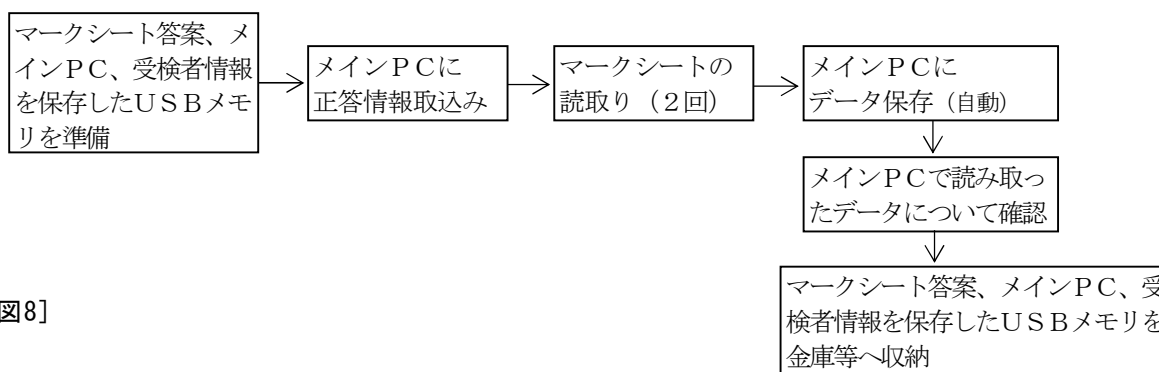 マークシート答案、メ
インPC、受検者情報
を保存したUSBメモ
リを準備
メインPCに
正答情報取込み
マークシートの
読取り(2回)
メインPCに
データ保存(自動)
メインPCで読み取っ
たデータについて確認
マークシート答案、メインPC、受
検者情報を保存したUSBメモリを
金庫等へ収納
図8]